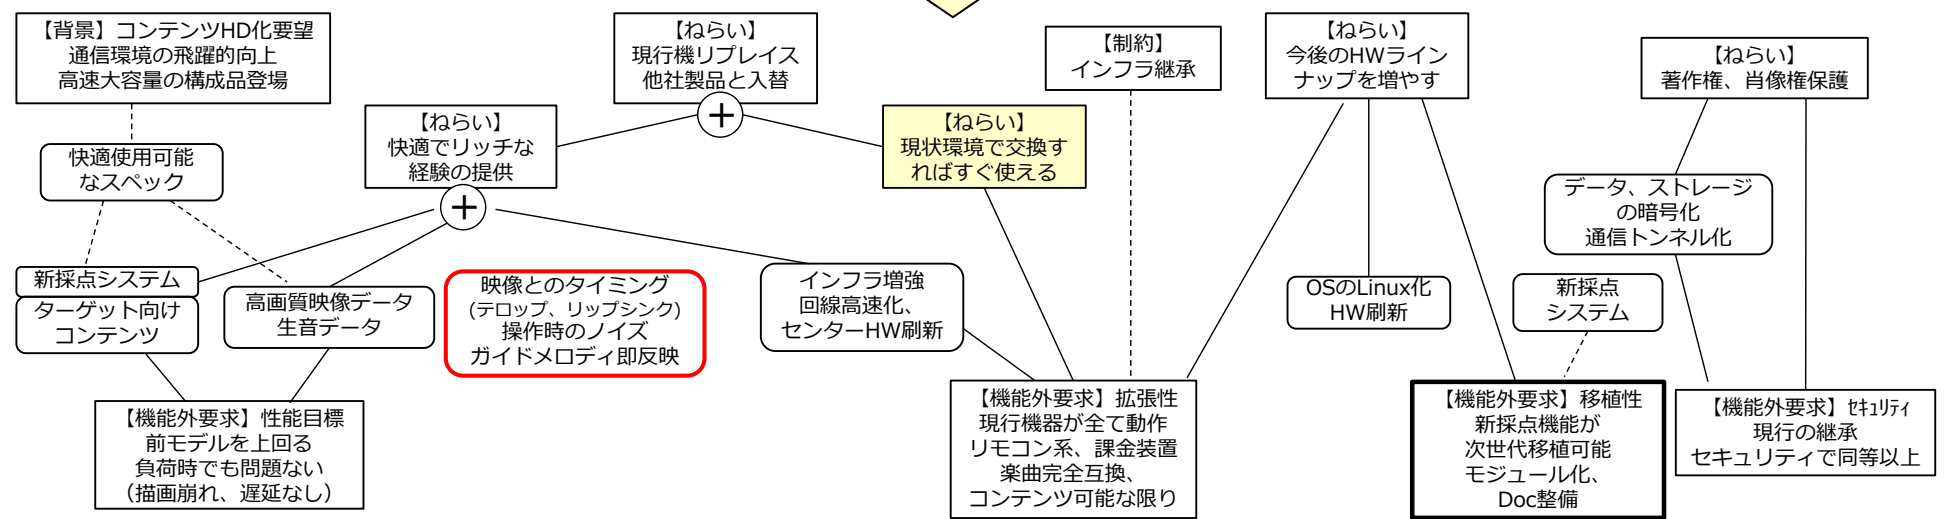 【背景】コンテンツHD化要望
通信環境の飛躍的向上
高速大容量の構成品登場
【ねらい】
現行機リプレイス
他社製品と入替
【制約】
インフラ継承
【ねらい】
今後のHWライン
ナップを増やす
【ねらい】
著作権、肖像権保護
快適使用可能
なスペック
【ねらい】
快適でリッチな
経験の提供
+
【ねらい】
現状環境で交換す
ればすぐ使える
+
データ、ストレージ
の暗号化
通信トンネル化
新採点システム
ターゲット向け
コンテンツ
高画質映像データ
生音データ
映像とのタイミング
(テロップ、リップシンク)
操作時のノイズ
ガイドメロディ即反映
インフラ増強
回線高速化、
センターHW刷新
OSのLinux化
HW刷新
新採点
システム
【機能外要求】性能目標
前モデルを上回る
負荷時でも問題ない
（描画崩れ、遅延なし）
【機能外要求】拡張性
現行機器が全て動作
リモコン系、課金装置
楽曲完全互換、
コンテンツ可能な限り
【機能外要求】移植性
新採点機能が
次世代移植可能
モジュール化、
Doc整備
【機能外要求】ｾｷｭﾘﾃｨ
現行の継承
セキュリティで同等以上